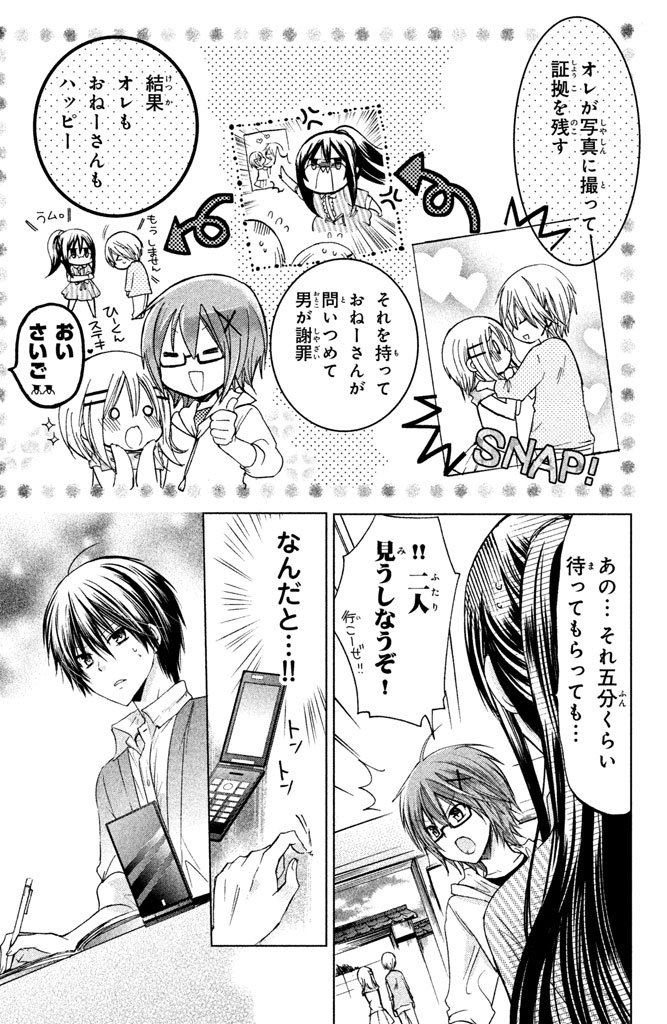 オレが写真に撮って
証拠を残す
SNAP!
それを持って
おねーさんが
問いつめて
男が謝罪
結果
オレも
おねーさんも
ハッピー
もうしません
うム。
ひーくん
ステキ
おい
さいご
あの…それ五分くらい
待ってもらっても…
!!二人
見うしなうぞ!
行こーぜ!!
なんだと…!!
トン
トン